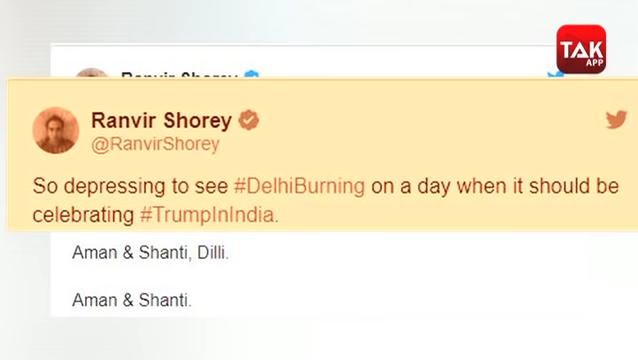 TAK
APP
Ranvir Shorey
Ranvir Shorey
@RanvirShorey
So depressing to see #DelhiBurning on a day when it should be
celebrating #TrumpInIndia.
Aman & Shanti, Dilli.
Aman & Shanti.